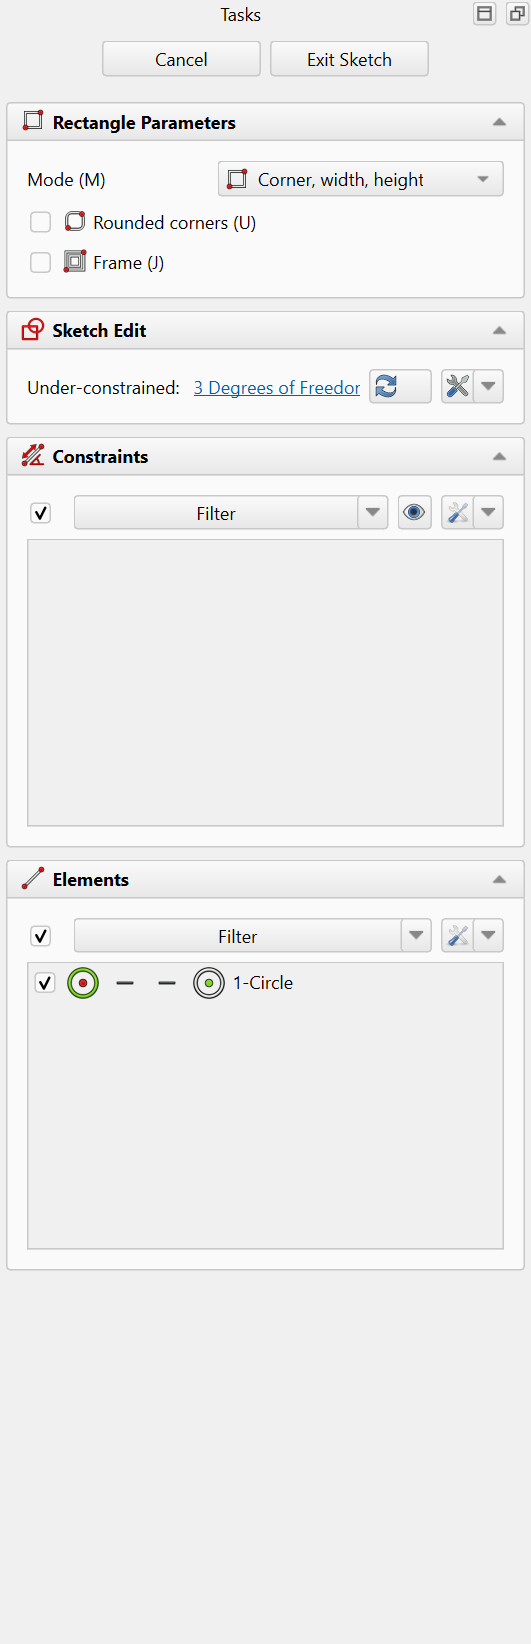 Tasks
Cancel Exit Sketch
Rectangle Parameters
Mode (M) Corner, width, height
Rounded corners (U)
Frame (J)
Sketch Edit
Under-constrained: 3 Degrees of Freedor
Constraints
Filter
Elements
Filter
1-Circle